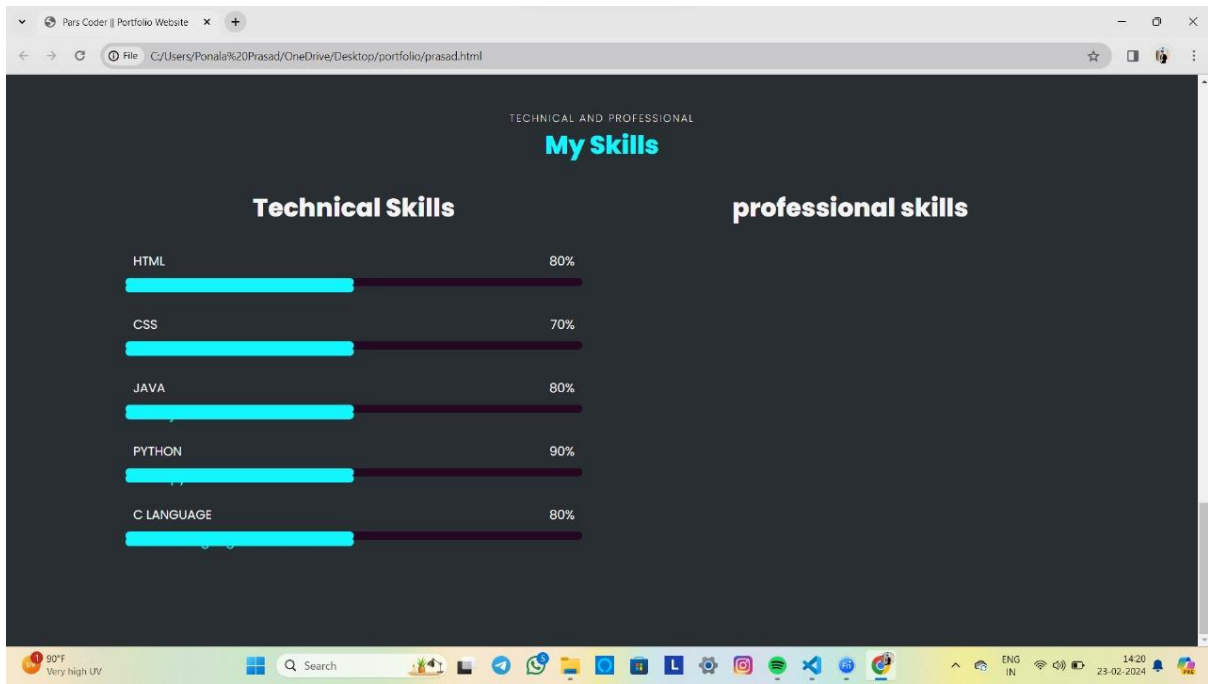 Pars Coder || Portfolio Website
File C:/Users/Ponala%20Prasad/OneDrive/Desktop/portfolio/prasad.html
TECHNICAL AND PROFESSIONAL
My Skills
Technical Skills
professional skills
HTML 80%
CSS 70%
JAVA 80%
PYTHON 90%
C LANGUAGE 80%
1
90°F
Very high UV
Search
L
ENG
IN
14:20
23-02-2024